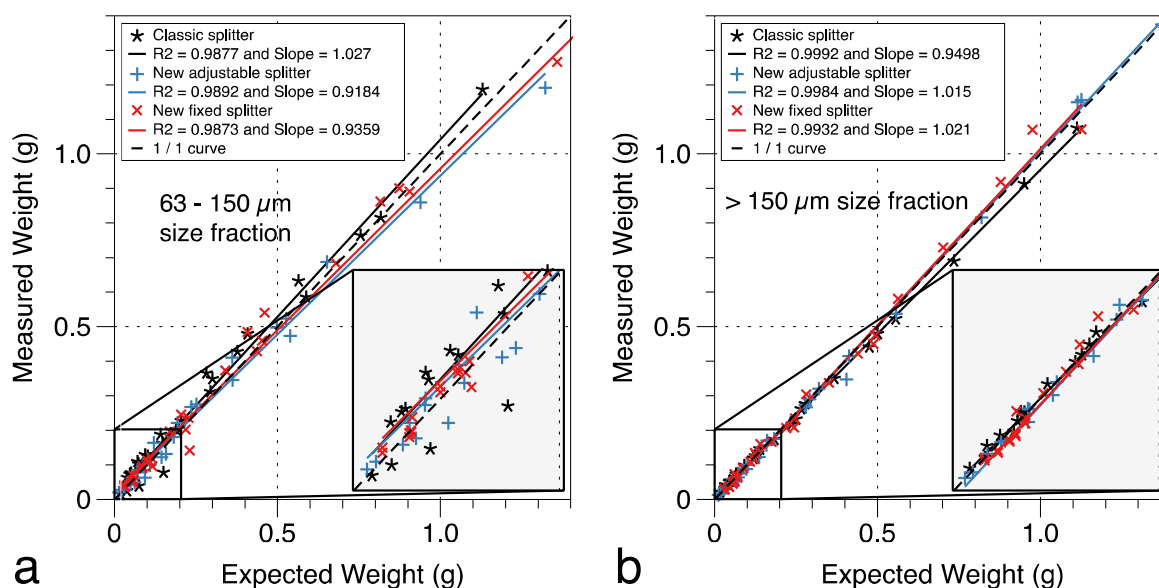 Classic splitter
R2 = 0.9877 and Slope = 1.027
New adjustable splitter
R2 = 0.9892 and Slope = 0.9184
New fixed splitter
R2 = 0.9873 and Slope = 0.9359
1 / 1 curve
63 - 150 µm
size fraction
Measured Weight (g)
1.0
0.5
0
0
0.5
1.0
Expected Weight (g)
a
Classic splitter
R2 = 0.9992 and Slope = 0.9498
New adjustable splitter
R2 = 0.9984 and Slope = 1.015
New fixed splitter
R2 = 0.9932 and Slope = 1.021
1 / 1 curve
> 150 µm size fraction
Measured Weight (g)
1.0
0.5
0
0
0.5
1.0
Expected Weight (g)
b